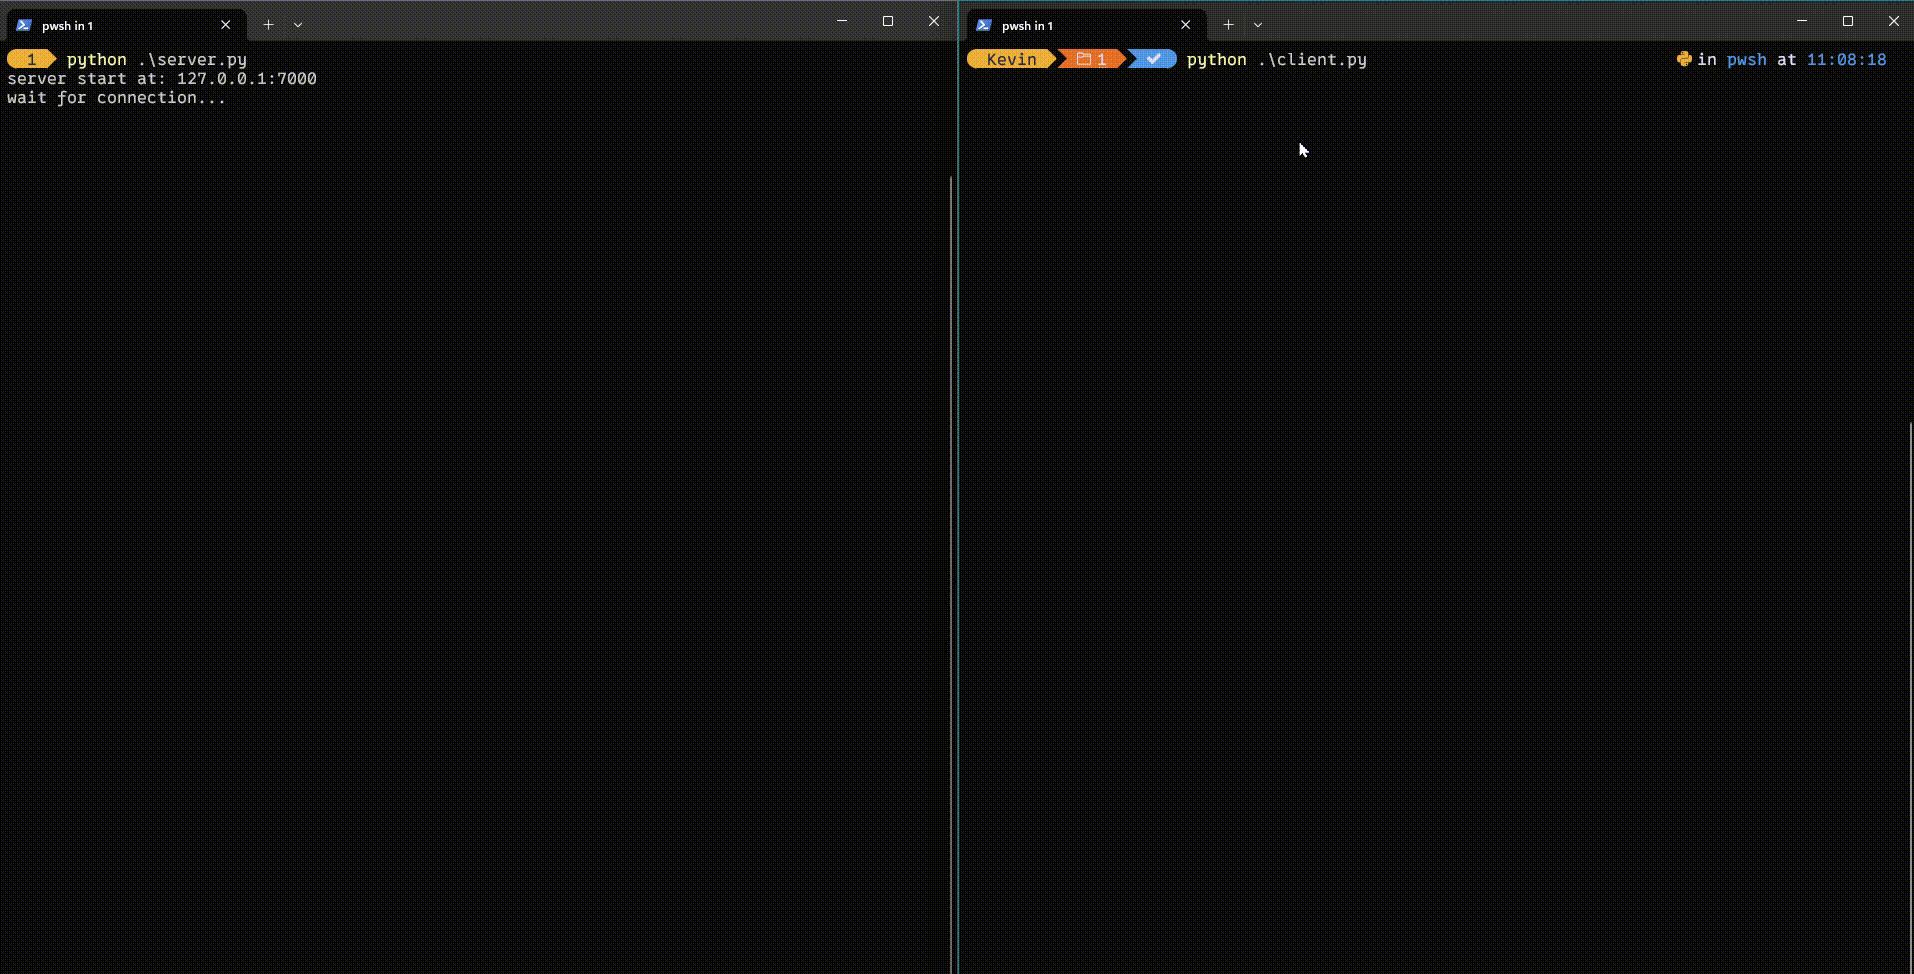 pwsh in 1
1 python .\server.py
server start at: 127.0.0.1:7000
wait for connection...
pwsh in 1
Kevin 1 python .\client.py in pwsh at 11:08:18